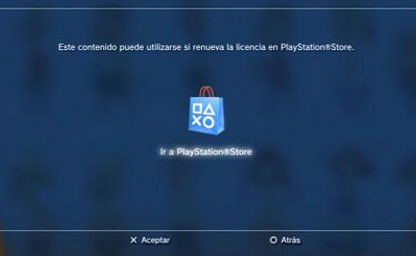 Este contenido puede utilizarse si renueva la licencia en PlayStation®Store.
Ir a PlayStation®Store
X Aceptar
O Atrás